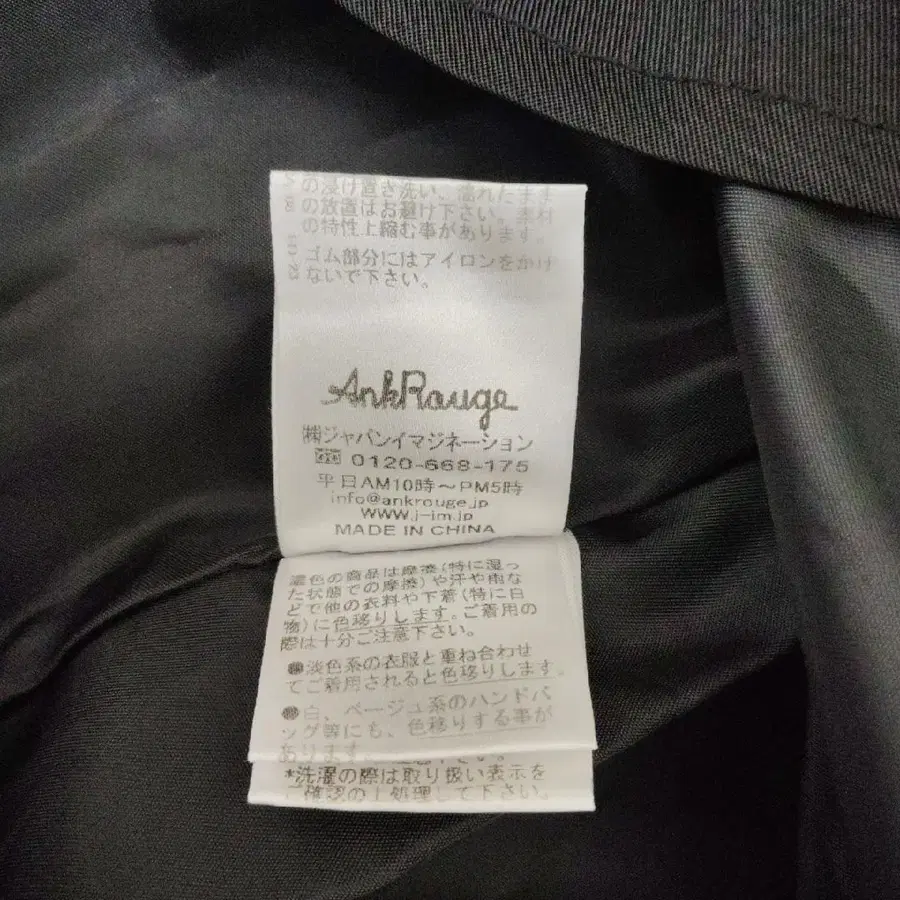 の浸け置き洗い、濡れたまま
の放置はお避け下さい。素材
の特性上縮む事があります。
ゴム部分にはアイロンをかけ
ないで下さい。
AnkRouge
㈱ジャパンイマジネーション
0120-668-175
平日AM10時～PM5時
info@ankrouge.jp
WWW.j-im.jp
MADE IN CHINA
濃色の商品は摩擦(特に湿っ
た状態での摩擦)や汗や雨な
どで他の衣料や下着(特に白
物)に色移りします。ご着用の
際は十分ご注意下さい。
●淡色系の衣服と重ね合わせ
てご着用されると色移りします。
●白、ベージュ系のハンドバ
ッグ等にも、色移りする事が
あります
*洗濯の際は取り扱い表示を
ご確認の上処理して下さい。